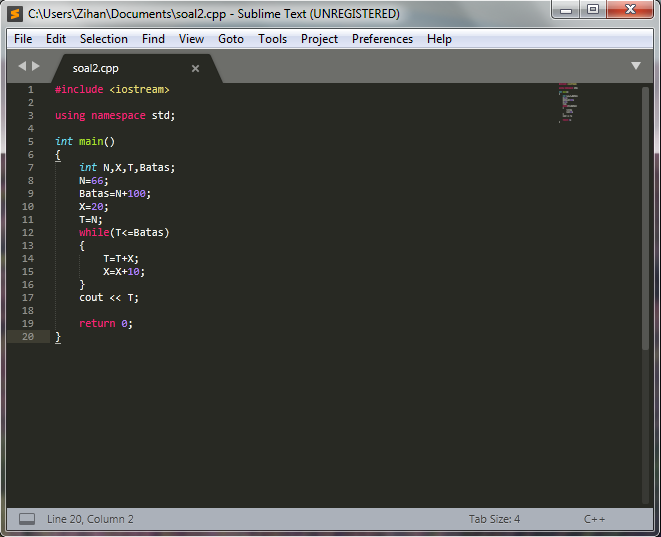 C:\Users\Zihan\Documents\soal2.cpp - Sublime Text (UNREGISTERED)
File Edit Selection Find View Goto Tools Project Preferences Help
soal2.cpp
1 #include <iostream>
2
3 using namespace std;
4
5 int main()
6 {
7 int N,X,T,Batas;
8 N=66;
9 Batas=N+100;
10 X=20;
11 T=N;
12 while(T<=Batas)
13 {
14 T=T+X;
15 X=X+10;
16 }
17 cout << T;
18
19 return 0;
20 }
Line 20, Column 2 Tab Size: 4 C++